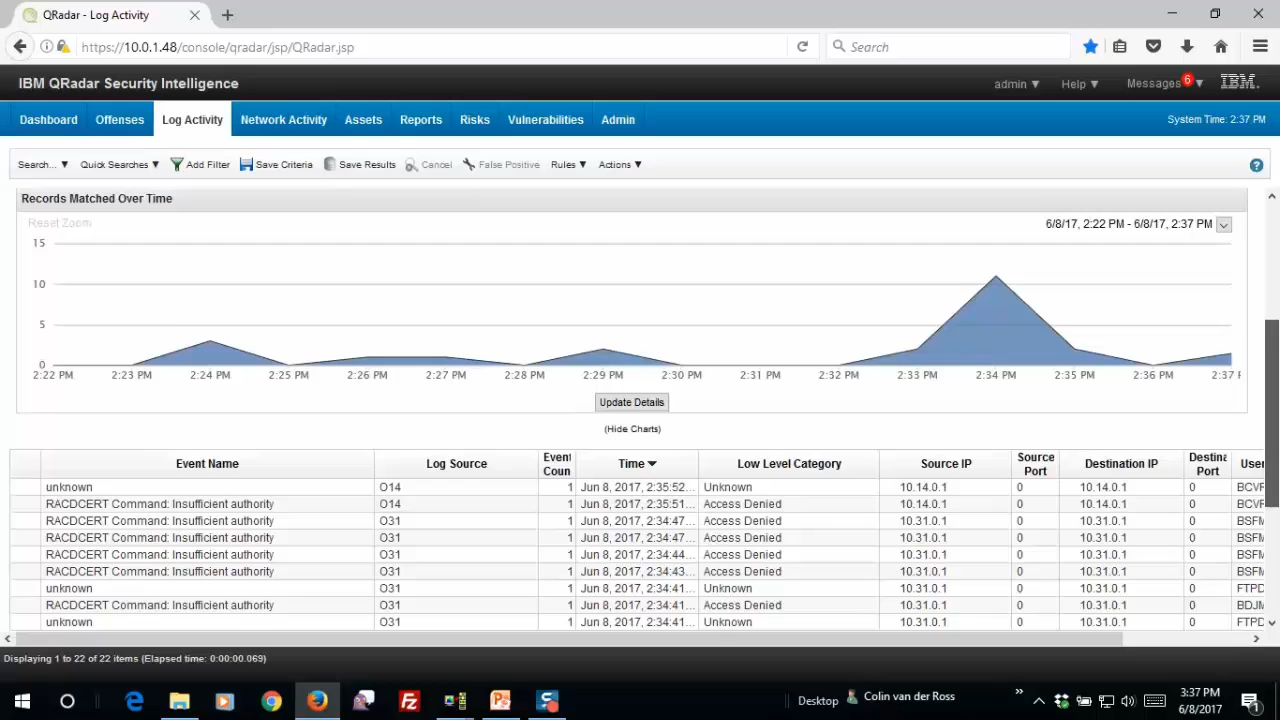 QRadar - Log Activity
https://10.0.1.48/console/qradar/jsp/QRadar.jsp
Search
IBM QRadar Security Intelligence
admin Help Messages 6 IBM
Dashboard Offenses Log Activity Network Activity Assets Reports Risks Vulnerabilities Admin System Time: 2:37 PM
Search... Quick Searches Add Filter Save Criteria Save Results Cancel False Positive Rules Actions
Records Matched Over Time
Reset Zoom 6/8/17, 2:22 PM - 6/8/17, 2:37 PM
15
10
5
0
2:22 PM 2:23 PM 2:24 PM 2:25 PM 2:26 PM 2:27 PM 2:28 PM 2:29 PM 2:30 PM 2:31 PM 2:32 PM 2:33 PM 2:34 PM 2:35 PM 2:36 PM 2:37 P
Update Details
(Hide Charts)
Event Name Log Source Event Coun Time Low Level Category Source IP Source Port Destination IP Destina Port User
unknown O14 1 Jun 8, 2017, 2:35:52... Unknown 10.14.0.1 0 10.14.0.1 0 BCVF
RACDCERT Command: Insufficient authority O14 1 Jun 8, 2017, 2:35:51... Access Denied 10.14.0.1 0 10.14.0.1 0 BCVF
RACDCERT Command: Insufficient authority O31 1 Jun 8, 2017, 2:34:47... Access Denied 10.31.0.1 0 10.31.0.1 0 BSFM
RACDCERT Command: Insufficient authority O31 1 Jun 8, 2017, 2:34:47... Access Denied 10.31.0.1 0 10.31.0.1 0 BSFM
RACDCERT Command: Insufficient authority O31 1 Jun 8, 2017, 2:34:44... Access Denied 10.31.0.1 0 10.31.0.1 0 BSFM
RACDCERT Command: Insufficient authority O31 1 Jun 8, 2017, 2:34:43... Access Denied 10.31.0.1 0 10.31.0.1 0 BSFM
unknown O31 1 Jun 8, 2017, 2:34:41... Unknown 10.31.0.1 0 10.31.0.1 0 FTPD
RACDCERT Command: Insufficient authority O31 1 Jun 8, 2017, 2:34:41... Access Denied 10.31.0.1 0 10.31.0.1 0 BDJM
unknown O31 1 Jun 8, 2017, 2:34:41... Unknown 10.31.0.1 0 10.31.0.1 0 FTPD
Displaying 1 to 22 of 22 items (Elapsed time: 0:00:00.069)
Desktop Colin van der Ross
3:37 PM
6/8/2017
1